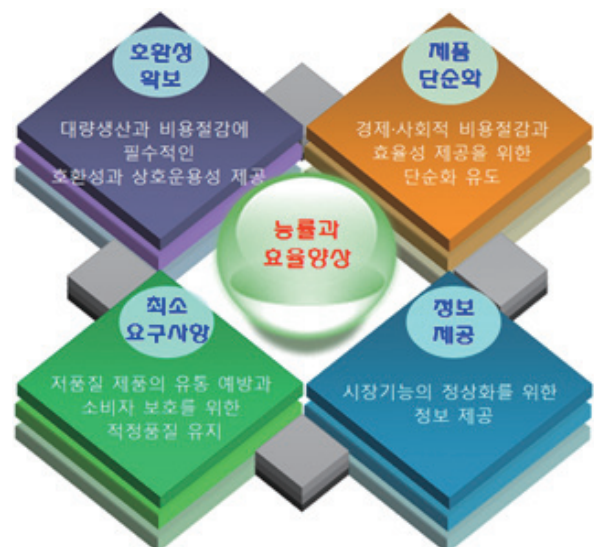 호환성
확보
대량생산과 비용절감에
필수적인
호환성과 상호운용성 제공
제품
단순화
경제·사회적 비용절감과
효율성 제공을 위한
단순화 유도
능률과
효율향상
최소
요구사항
저품질 제품의 유통 예방과
소비자 보호를 위한
적정품질 유지
정보
제공
시장기능의 정상화를 위한
정보 제공